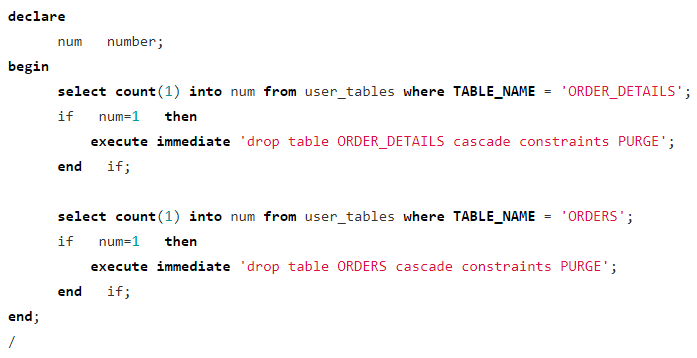 declare
      num   number;
begin
      select count(1) into num from user_tables where TABLE_NAME = 'ORDER_DETAILS';
      if   num=1   then
          execute immediate 'drop table ORDER_DETAILS cascade constraints PURGE';
      end   if;

      select count(1) into num from user_tables where TABLE_NAME = 'ORDERS';
      if   num=1   then
          execute immediate 'drop table ORDERS cascade constraints PURGE';
      end   if;
end;
/